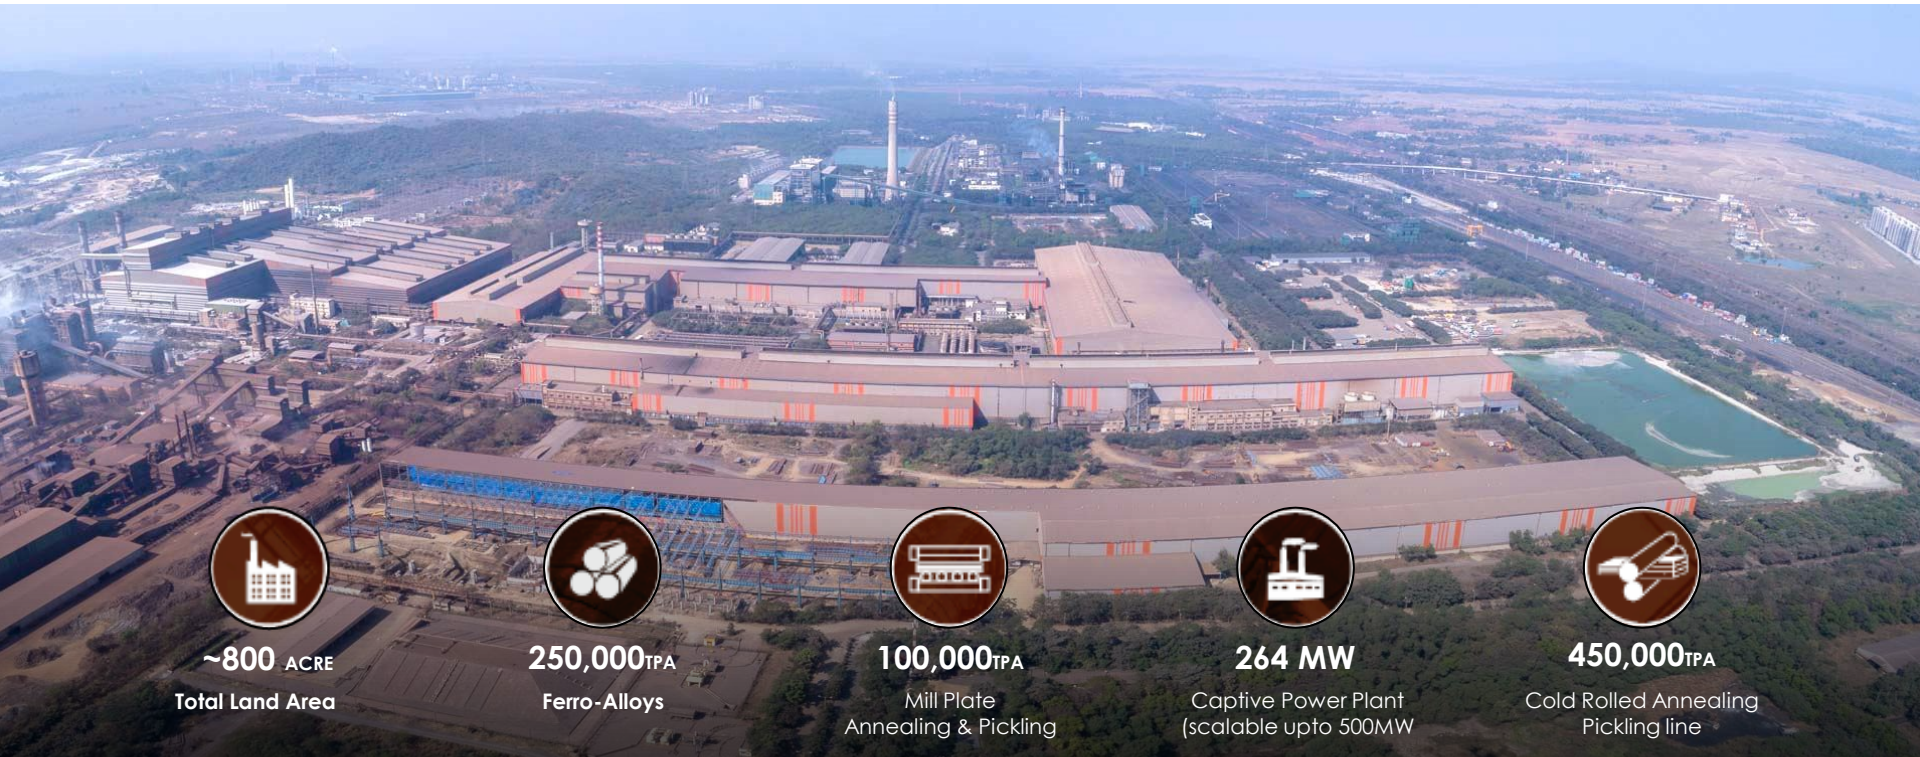 ~800 ACRE
Total Land Area
250,000TPA
Ferro-Alloys
100,000TPA
Mill Plate
Annealing & Pickling
264 MW
Captive Power Plant
(scalable upto 500MW
450,000TPA
Cold Rolled Annealing
Pickling line